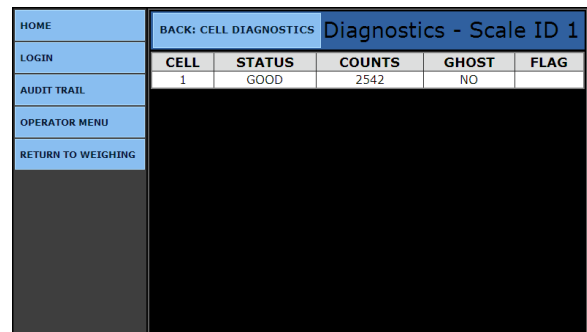 HOME
LOGIN
AUDIT TRAIL
OPERATOR MENU
RETURN TO WEIGHING
BACK: CELL DIAGNOSTICS Diagnostics - Scale ID 1
CELL STATUS COUNTS GHOST FLAG
1 GOOD 2542 NO